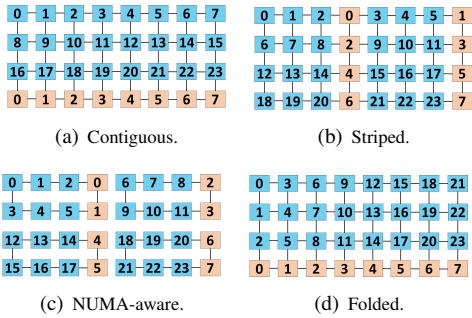 0 1 2 3 4 5 6 7
8 9 10 11 12 13 14 15
16 17 18 19 20 21 22 23
0 1 2 3 4 5 6 7
(a) Contiguous.
0 1 2 0 3 4 5 1
6 7 8 2 9 10 11 3
12 13 14 4 15 16 17 5
18 19 20 6 21 22 23 7
(b) Striped.
0 1 2 0 6 7 8 2
3 4 5 1 9 10 11 3
12 13 14 4 18 19 20 6
15 16 17 5 21 22 23 7
(c) NUMA-aware.
0 3 6 9 12 15 18 21
1 4 7 10 13 16 19 22
2 5 8 11 14 17 20 23
0 1 2 3 4 5 6 7
(d) Folded.